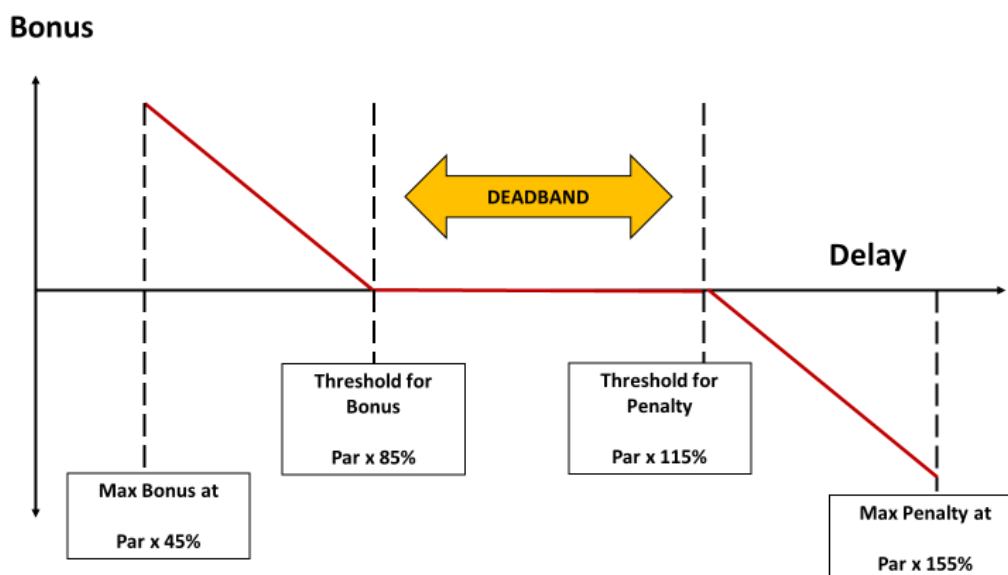 Bonus
DEADBAND
Delay
Threshold for
Bonus
Par x 85%
Threshold for
Penalty
Par x 115%
Max Bonus at
Par x 45%
Max Penalty at
Par x 155%